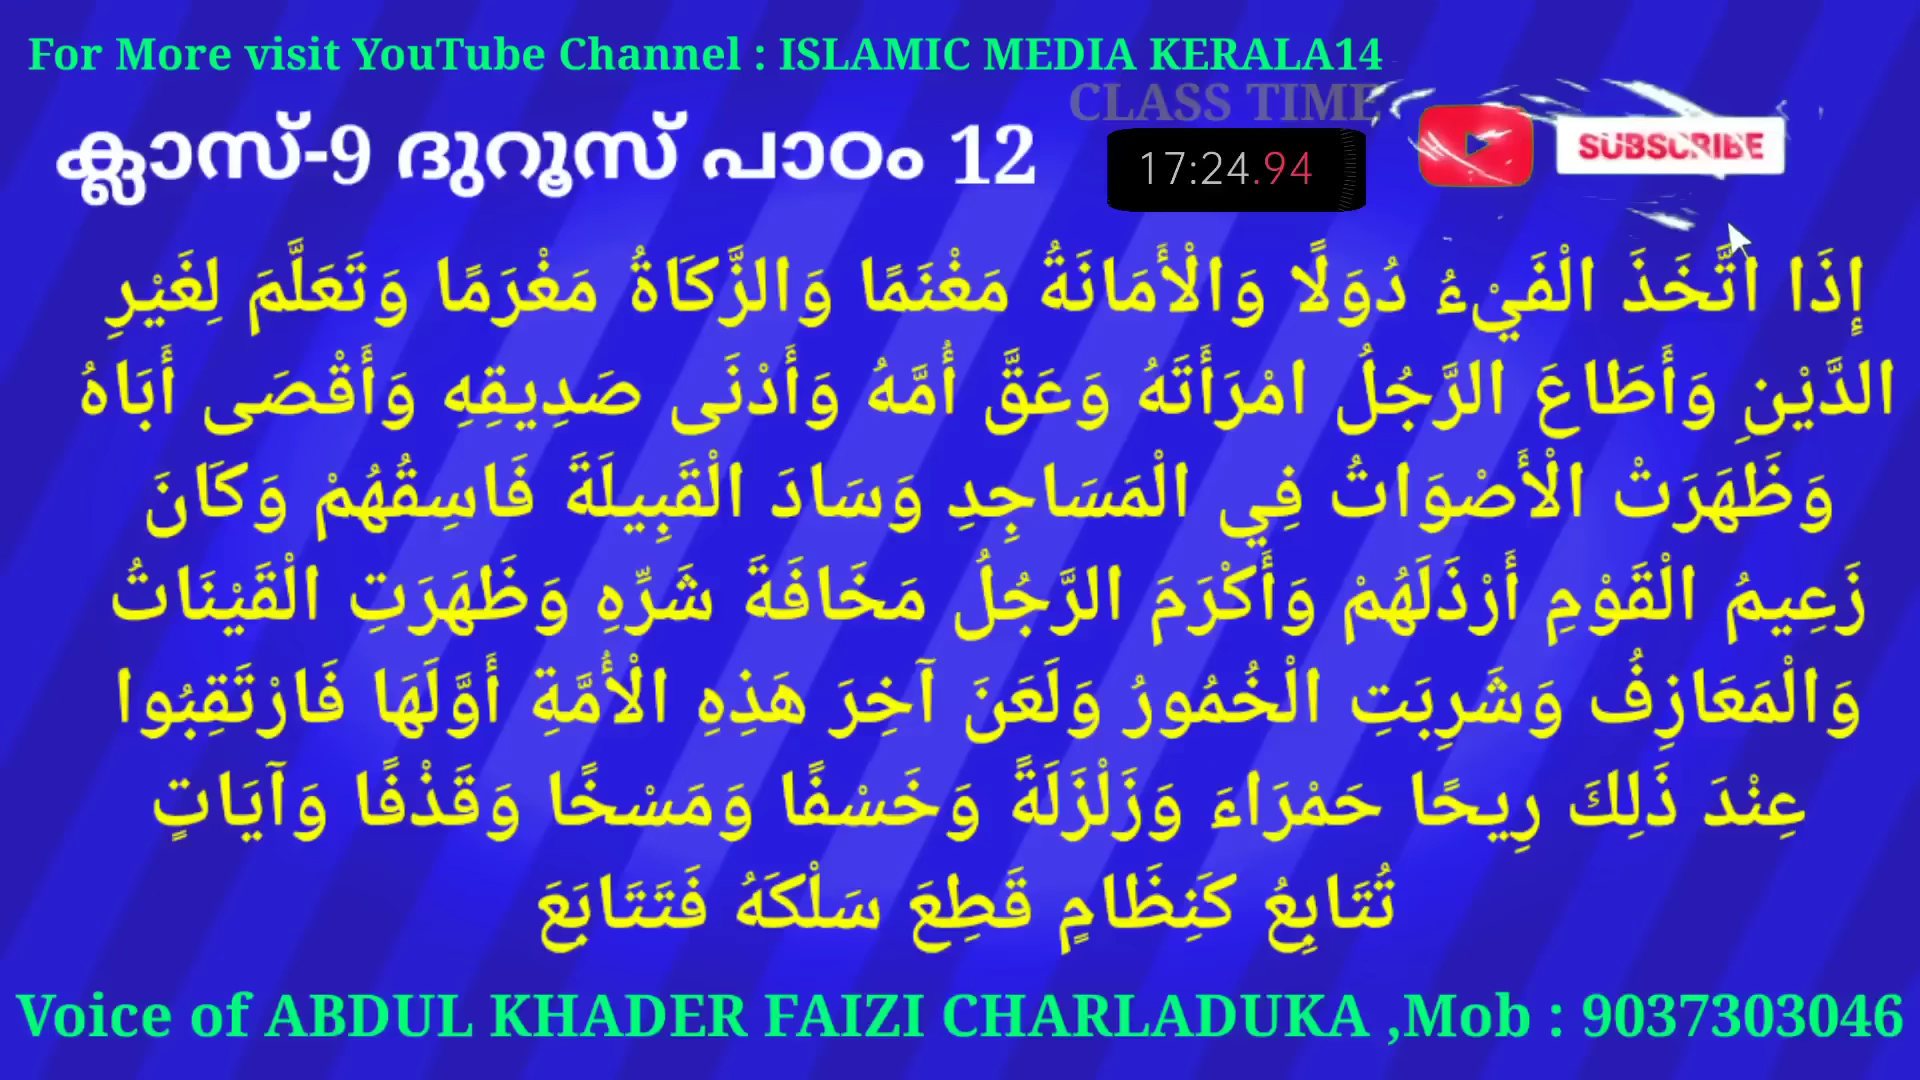 For More visit YouTube Channel : ISLAMIC MEDIA KERALA14
CLASS TIME
ക്ലാസ്-9 ദുറൂസ് പാഠം 12
17:24.94
SUBSCRIBE
إِذَا اتَّخَذَ الْفَيْءُ دُوَلًا وَالْأَمَانَةُ مَغْنَمًا وَالزَّكَاةُ مَغْرَمًا وَتَعَلَّمَ لِغَيْرِ
الدَّيْنِ وَأَطَاعَ الرَّجُلُ امْرَأَتَهُ وَعَقَّ أُمَّهُ وَأَدْنَى صَدِيقِهِ وَأَقْصَى أَبَاهُ
وَظَهَرَتْ الْأَصْوَاتُ فِي الْمَسَاجِدِ وَسَادَ الْقَبِيلَةَ فَاسِقُهُمْ وَكَانَ
زَعِيمُ الْقَوْمِ أَرْذَلَهُمْ وَأَكْرَمَ الرَّجُلُ مَخَافَةَ شَرِّهِ وَظَهَرَتِ الْقَيْنَاتُ
وَالْمَعَازِفُ وَشَرِبَتِ الْخُمُورُ وَلَعَنَ آخِرَ هَذِهِ الْأُمَّةِ أَوَّلَهَا فَارْتَقِبُوا
عِنْدَ ذَلِكَ رِيحًا حَمْرَاءَ وَزَلْزَلَةً وَخَسْفًا وَمَسْخًا وَقَذْفًا وَآيَاتٍ
تُتَابِعُ كَنِظَامٍ قَطِعَ سَلْكَهُ فَتَتَابَعَ
Voice of ABDUL KHADER FAIZI CHARLADUKA ,Mob : 9037303046